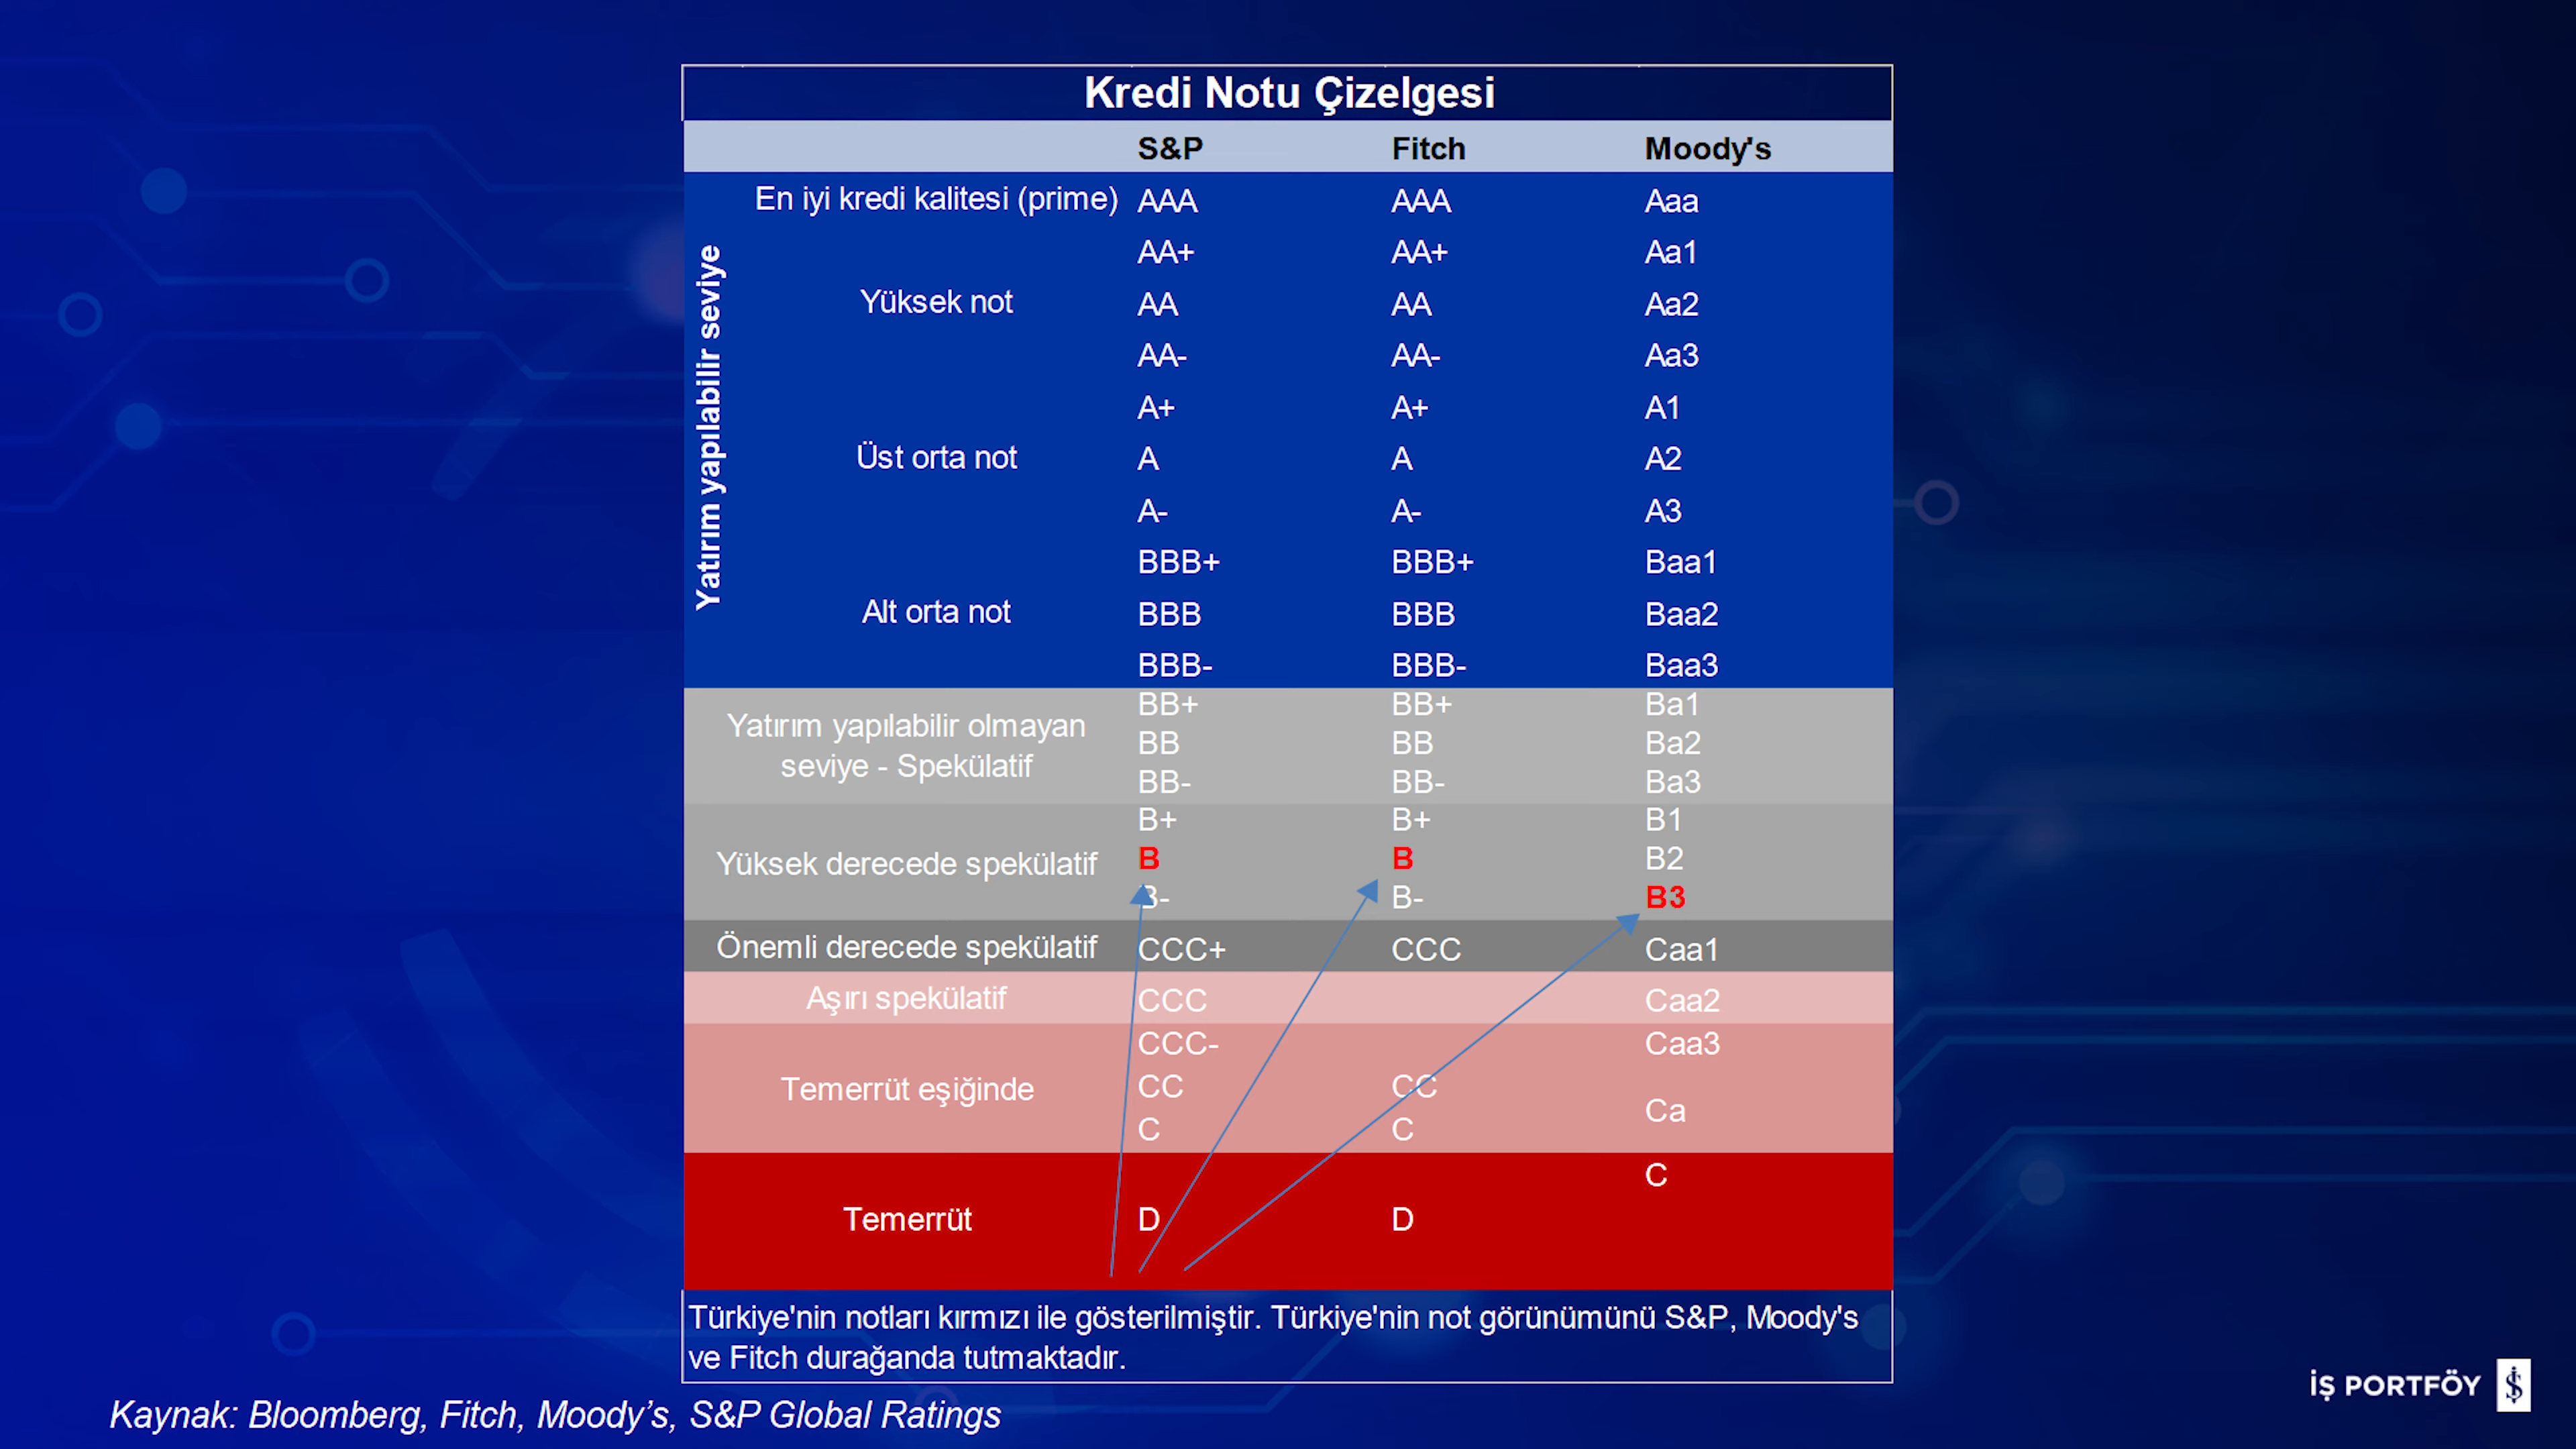 Kredi Notu Çizelgesi
S&P Fitch Moody's
Yatırım yapılabilir seviye
En iyi kredi kalitesi (prime) AAA AAA Aaa
AA+ AA+ Aa1
Yüksek not AA AA Aa2
AA- AA- Aa3
A+ A+ A1
Üst orta not A A A2
A- A- A3
BBB+ BBB+ Baa1
Alt orta not BBB BBB Baa2
BBB- BBB- Baa3
Yatırım yapılabilir olmayan
seviye - Spekülatif
BB+ BB+ Ba1
BB BB Ba2
BB- BB- Ba3
B+ B+ B1
Yüksek derecede spekülatif B B B2
B- B- B3
Önemli derecede spekülatif CCC+ CCC Caa1
Aşırı spekülatif CCC Caa2
CCC- Caa3
Temerrüt eşiğinde CC CC
Ca
C C
C
Temerrüt D D
Türkiye'nin notları kırmızı ile gösterilmiştir. Türkiye'nin not görünümünü S&P, Moody's
ve Fitch durağanda tutmaktadır.
Kaynak: Bloomberg, Fitch, Moody’s, S&P Global Ratings
İŞ PORTFÖY